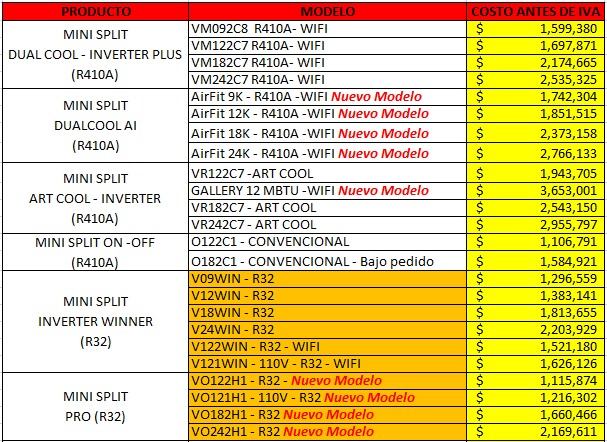 PRODUCTO MODELO COSTO ANTES DE IVA
MINI SPLIT
DUAL COOL - INVERTER PLUS
(R410A)
VM092C8 R410A- WIFI $ 1,599,380
VM122C7 R410A- WIFI $ 1,697,871
VM182C7 R410A- WIFI $ 2,174,665
VM242C7 R410A- WIFI $ 2,535,325
MINI SPLIT
DUALCOOL AI
(R410A)
AirFit 9K - R410A -WIFI Nuevo Modelo $ 1,742,304
AirFit 12K - R410A -WIFI Nuevo Modelo $ 1,851,515
AirFit 18K - R410A -WIFI Nuevo Modelo $ 2,373,158
AirFit 24K - R410A -WIFI Nuevo Modelo $ 2,766,133
MINI SPLIT
ART COOL - INVERTER
(R410A)
VR122C7 -ART COOL $ 1,943,705
GALLERY 12 MBTU -WIFI Nuevo Modelo $ 3,653,001
VR182C7 - ART COOL $ 2,543,150
VR242C7 - ART COOL $ 2,955,797
MINI SPLIT ON -OFF
(R410A)
O122C1 - CONVENCIONAL $ 1,106,791
O182C1 - CONVENCIONAL - Bajo pedido $ 1,584,921
MINI SPLIT
INVERTER WINNER
(R32)
V09WIN - R32 $ 1,296,559
V12WIN - R32 $ 1,383,141
V18WIN - R32 $ 1,813,655
V24WIN - R32 $ 2,203,929
V122WIN - R32 - WIFI $ 1,521,180
V121WIN - 110V - R32 - WIFI $ 1,626,126
MINI SPLIT
PRO (R32)
VO122H1 - R32 - Nuevo Modelo $ 1,115,874
VO121H1 - 110V - R32 Nuevo Modelo $ 1,216,302
VO182H1 - R32 Nuevo Modelo $ 1,660,466
VO242H1 - R32 Nuevo Modelo $ 2,169,611